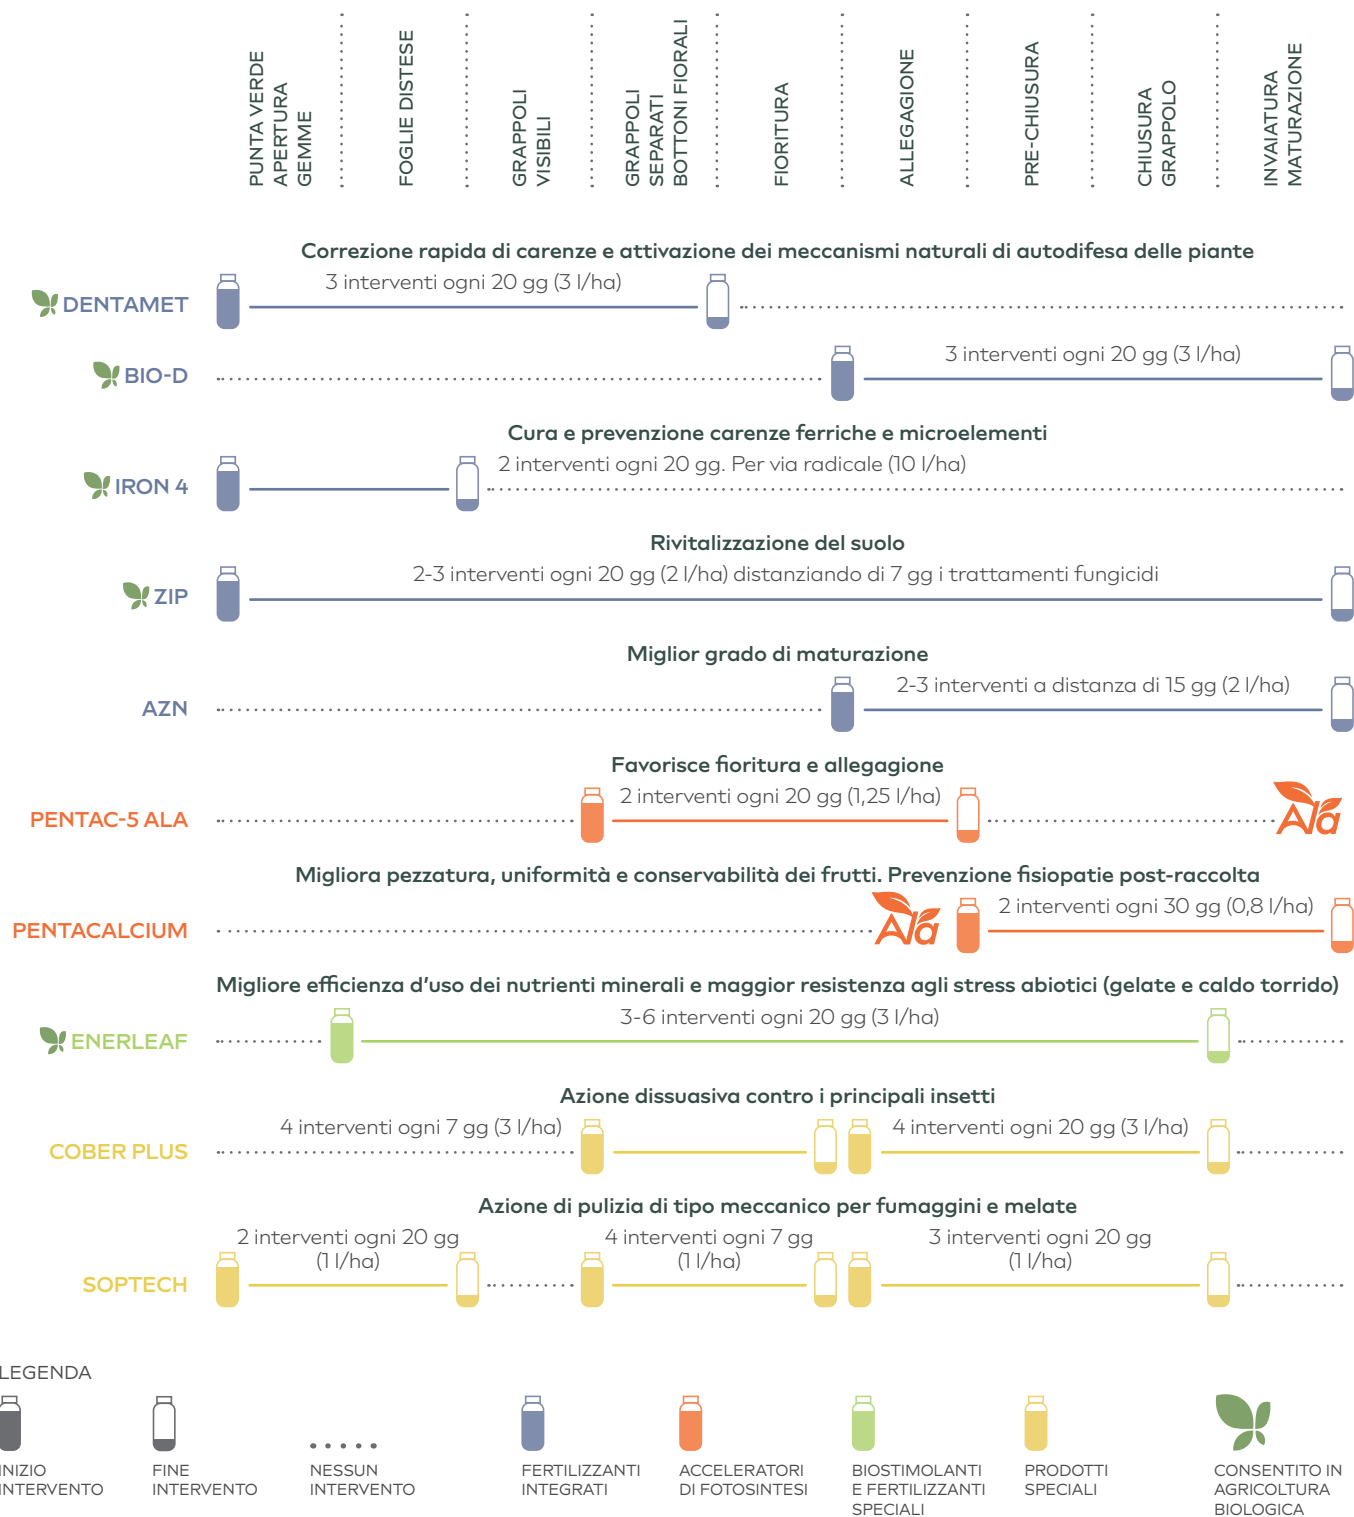 PUNTA VERDE
APERTURA
GEMME
FOGLIE DISTESE
GRAPPOLI
VISIBILI
GRAPPOLI
SEPARATI
BOTTONI FIORALI
FIORITURA
ALLEGAGIONE
PRE-CHIUSURA
CHIUSURA
GRAPPOLO
INVAIATURA
MATURAZIONE
Correzione rapida di carenze e attivazione dei meccanismi naturali di autodifesa delle piante
3 interventi ogni 20 gg (3 l/ha)
DENTAMET
3 interventi ogni 20 gg (3 l/ha)
BIO-D
Cura e prevenzione carenze ferriche e microelementi
2 interventi ogni 20 gg. Per via radicale (10 l/ha)
IRON 4
Rivitalizzazione del suolo
2-3 interventi ogni 20 gg (2 l/ha) distanziando di 7 gg i trattamenti fungicidi
ZIP
Miglior grado di maturazione
2-3 interventi a distanza di 15 gg (2 l/ha)
AZN
Favorisce fioritura e allegagione
2 interventi ogni 20 gg (1,25 l/ha)
PENTAC-5 ALA
Ala
Migliora pezzatura, uniformità e conservabilità dei frutti. Prevenzione fisiopatie post-raccolta
2 interventi ogni 30 gg (0,8 l/ha)
PENTACALCIUM
Ala
Migliore efficienza d'uso dei nutrienti minerali e maggior resistenza agli stress abiotici (gelate e caldo torrido)
3-6 interventi ogni 20 gg (3 l/ha)
ENERLEAF
Azione dissuasiva contro i principali insetti
4 interventi ogni 7 gg (3 l/ha)
4 interventi ogni 20 gg (3 l/ha)
COBER PLUS
Azione di pulizia di tipo meccanico per fumaggini e melate
2 interventi ogni 20 gg
(1 l/ha)
4 interventi ogni 7 gg
(1 l/ha)
3 interventi ogni 20 gg
(1 l/ha)
SOPTECH
LEGENDA
INIZIO
INTERVENTO
FINE
INTERVENTO
NESSUN
INTERVENTO
FERTILIZZANTI
INTEGRATI
ACCELERATORI
DI FOTOSINTESI
BIOSTIMOLANTI
E FERTILIZZANTI
SPECIALI
PRODOTTI
SPECIALI
CONSENTITO IN
AGRICOLTURA
BIOLOGICA